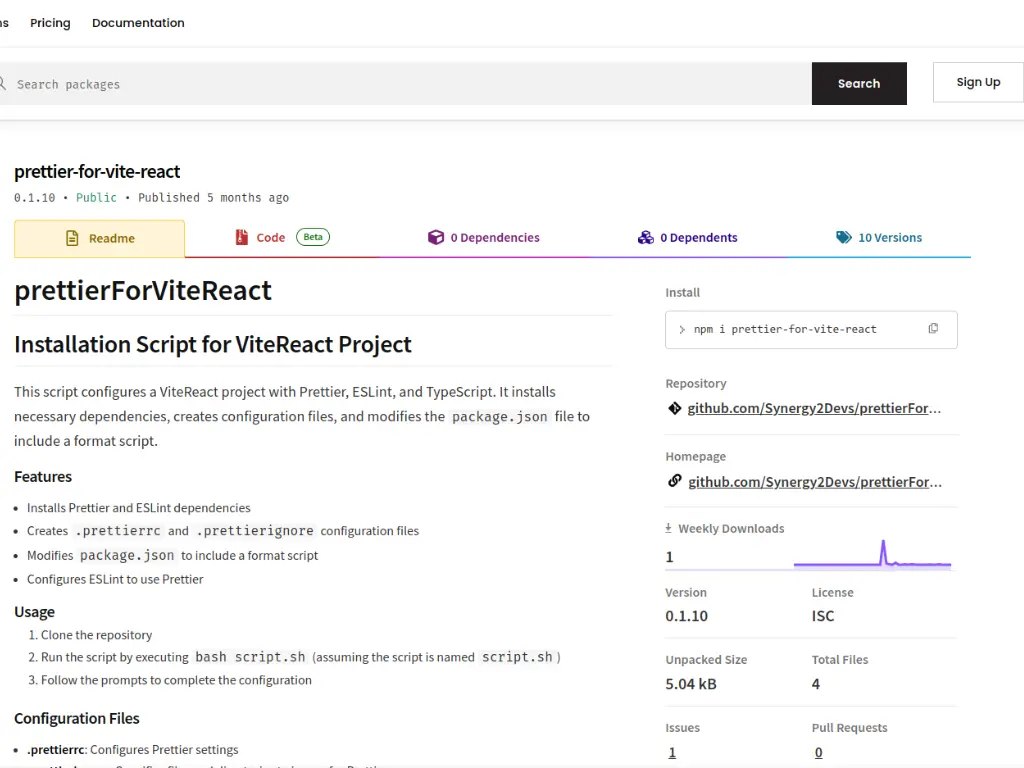 ns Pricing Documentation
Search packages
Search
Sign Up
prettier-for-vite-react
0.1.10 • Public • Published 5 months ago
Readme
Code Beta
0 Dependencies
0 Dependents
10 Versions
prettierForViteReact
Installation Script for ViteReact Project
This script configures a ViteReact project with Prettier, ESLint, and TypeScript. It installs
necessary dependencies, creates configuration files, and modifies the package.json file to
include a format script.
Features
• Installs Prettier and ESLint dependencies
• Creates .prettierrc and .prettierignore configuration files
• Modifies package.json to include a format script
• Configures ESLint to use Prettier
Usage
1. Clone the repository
2. Run the script by executing bash script.sh (assuming the script is named script.sh)
3. Follow the prompts to complete the configuration
Configuration Files
• .prettierrc: Configures Prettier settings
Install
npm i prettier-for-vite-react
Repository
github.com/Synergy2Devs/prettierFor...
Homepage
github.com/Synergy2Devs/prettierFor...
Weekly Downloads
1
Version
License
0.1.10
ISC
Unpacked Size
Total Files
5.04 kB
4
Issues
Pull Requests
1
0